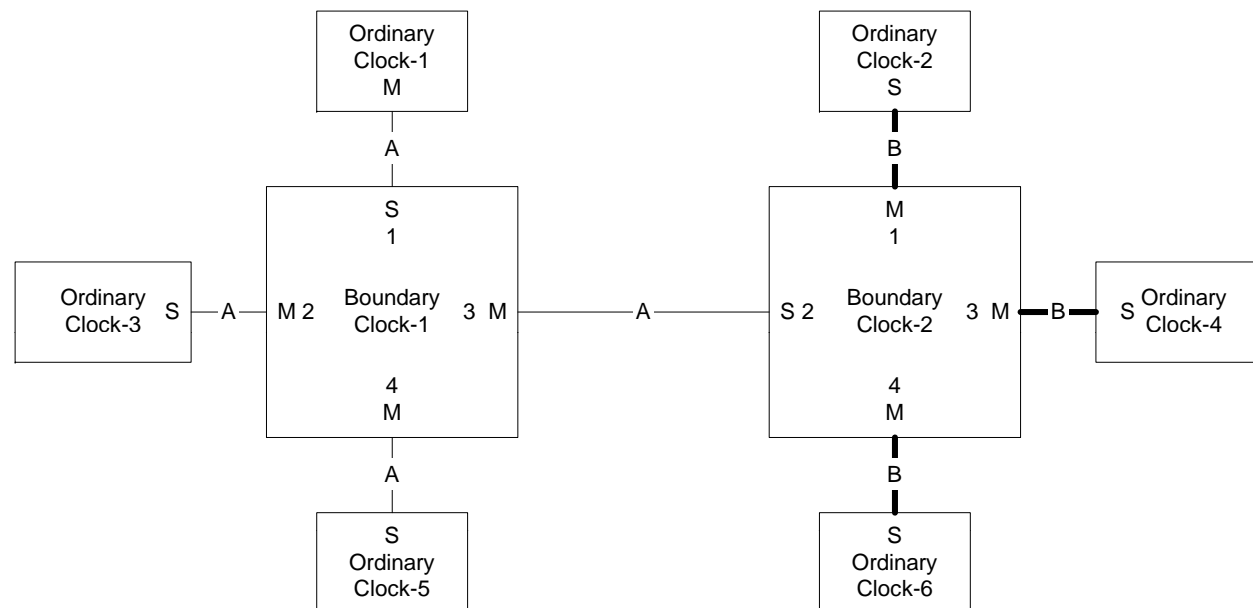 Ordinary
Clock-1
M
Ordinary
Clock-2
S
A
B
S
1
M
1
Ordinary
Clock-3
S
A
M 2
Boundary
Clock-1
3 M
A
S 2
Boundary
Clock-2
3 M
B
S
Ordinary
Clock-4
4
M
4
M
A
B
S
Ordinary
Clock-5
S
Ordinary
Clock-6